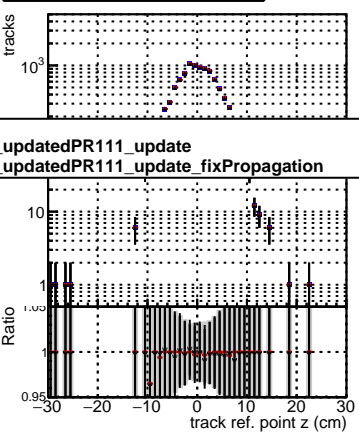 tracks
10³
_updatedPR111_update
_updatedPR111_update_fixPropagation
10
1
Ratio
1.05
1
0.95
−30 −20 −10 0 10 20 30
track ref. point z (cm)